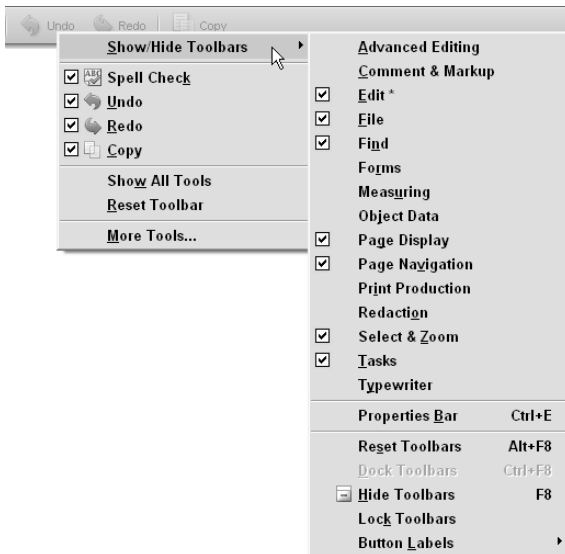 Undo Redo Copy
Show/Hide Toolbars
Spell Check
Undo
Redo
Copy
Show All Tools
Reset Toolbar
More Tools...
Advanced Editing
Comment & Markup
Edit *
File
Find
Forms
Measuring
Object Data
Page Display
Page Navigation
Print Production
Redaction
Select & Zoom
Tasks
Typewriter
Properties Bar Ctrl+E
Reset Toolbars Alt+F8
Dock Toolbars Ctrl+F8
Hide Toolbars F8
Lock Toolbars
Button Labels